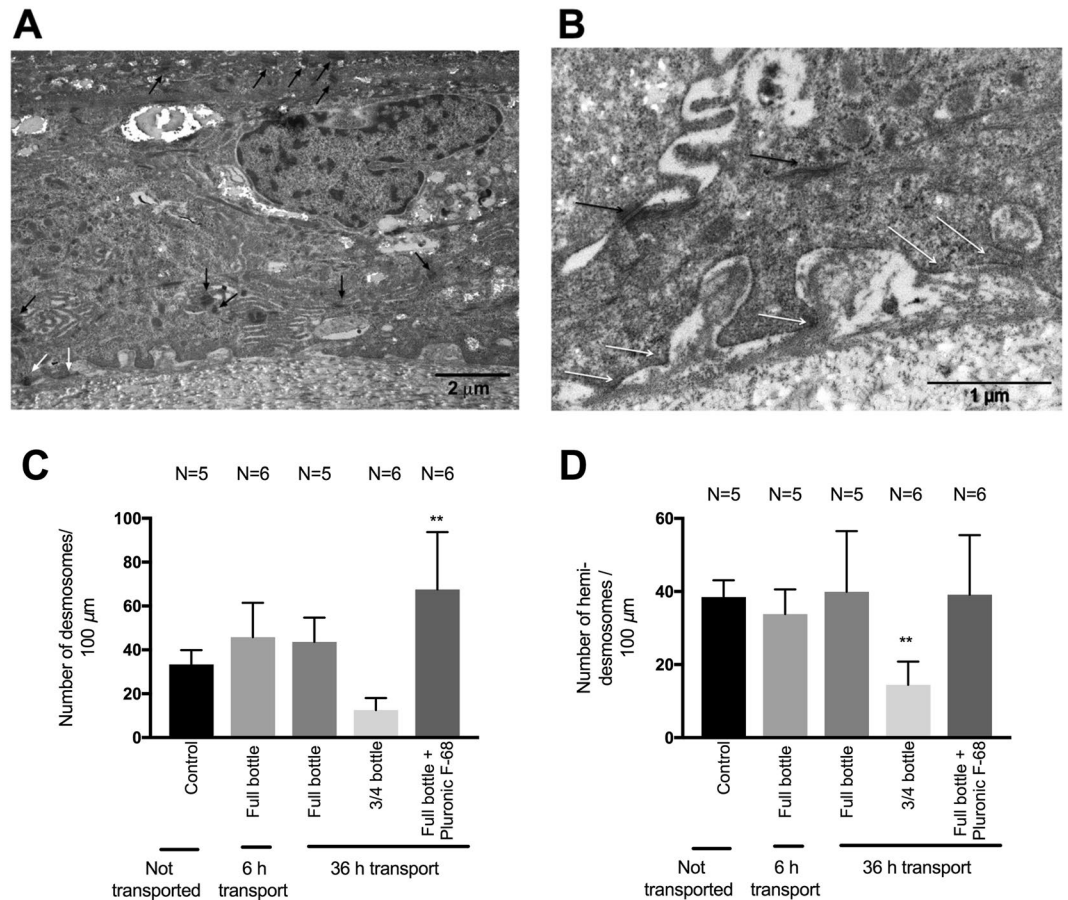 A
B
2 μm
1 μm
C
N=5 N=6 N=5 N=6 N=6
**
100
80
60
40
20
0
Number of desmosomes/
100 μm
Control
Full bottle
Full bottle
3/4 bottle
Full bottle +
Pluronic F-68
Not
transported
6 h
transport
36 h transport
D
N=5 N=5 N=5 N=6 N=6
**
60
40
20
0
Number of hemi-
desmosomes /
100 μm
Control
Full bottle
Full bottle
3/4 bottle
Full bottle +
Pluronic F-68
Not
transported
6 h
transport
36 h transport